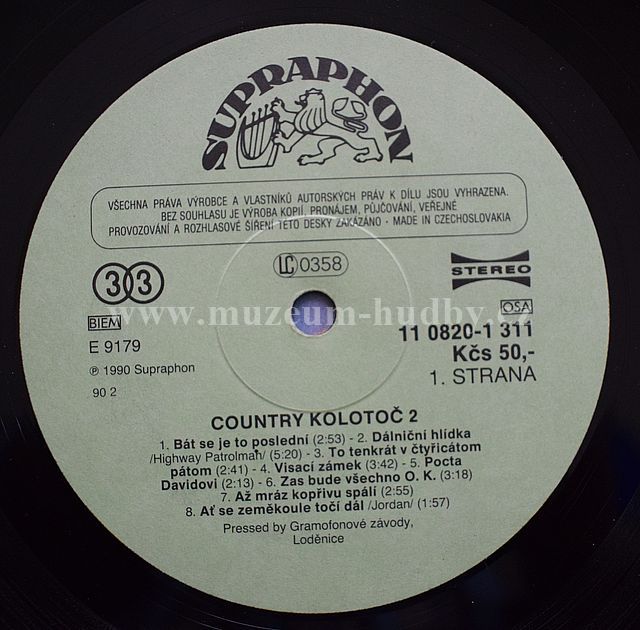 SUPRAPHON
VŠECHNA PRÁVA VÝROBCE A VLASTNÍKŮ AUTORSKÝCH PRÁV K DÍLU JSOU VYHRAZENA.
BEZ SOUHLASU JE VÝROBA KOPIÍ, PRONÁJEM, PŮJČOVÁNÍ, VEŘEJNÉ
PROVOZOVÁNÍ A ROZHLASOVÉ ŠÍŘENÍ TÉTO DESKY ZAKÁZÁNO - MADE IN CZECHOSLOVAKIA
LC 0358
33
STEREO
BIEM
OSA
www.muzeum-hudby.cz
E 9179
11 0820-1 311
Kčs 50,-
℗ 1990 Supraphon
1. STRANA
90 2
COUNTRY KOLOTOČ 2
1. Bát se je to poslední (2:53) - 2. Dálniční hlídka
/Highway Patrolman/ (5:20) - 3. To tenkrát v čtyřicátom
pátom (2:41) - 4. Visací zámek (3:42) - 5. Pocta
Davidovi (2:13) - 6. Zas bude všechno O. K. (3:18)
7. Až mráz kopřivu spálí (2:55)
8. Ať se zeměkoule točí dál /Jordan/ (1:57)
Pressed by Gramofonové závody,
Loděnice